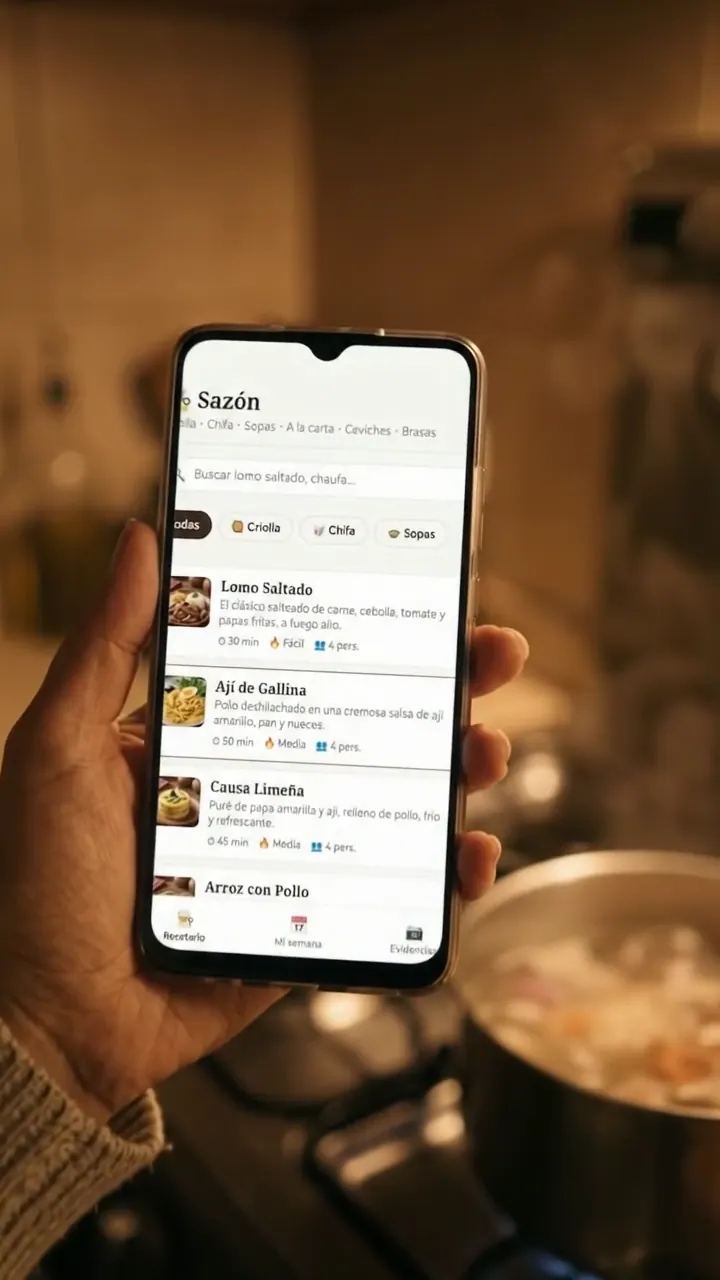 Sazón
· Chifa · Sopas · A la carta · Ceviches · Brasas
Buscar lomo saltado, chaufa...
odas
Criolla
Chifa
Sopas
Lomo Saltado
El clásico salteado de carne, cebolla, tomate y
papas fritas, a fuego alto.
30 min Fácil 4 pers.
Ají de Gallina
Pollo deshilachado en una cremosa salsa de ají
amarillo, pan y nueces.
50 min Media 4 pers.
Causa Limeña
Puré de papa amarilla y ají, relleno de pollo, frío
y refrescante.
45 min Media 4 pers.
Arroz con Pollo
Recetario
17
Mi semana
Evidencias